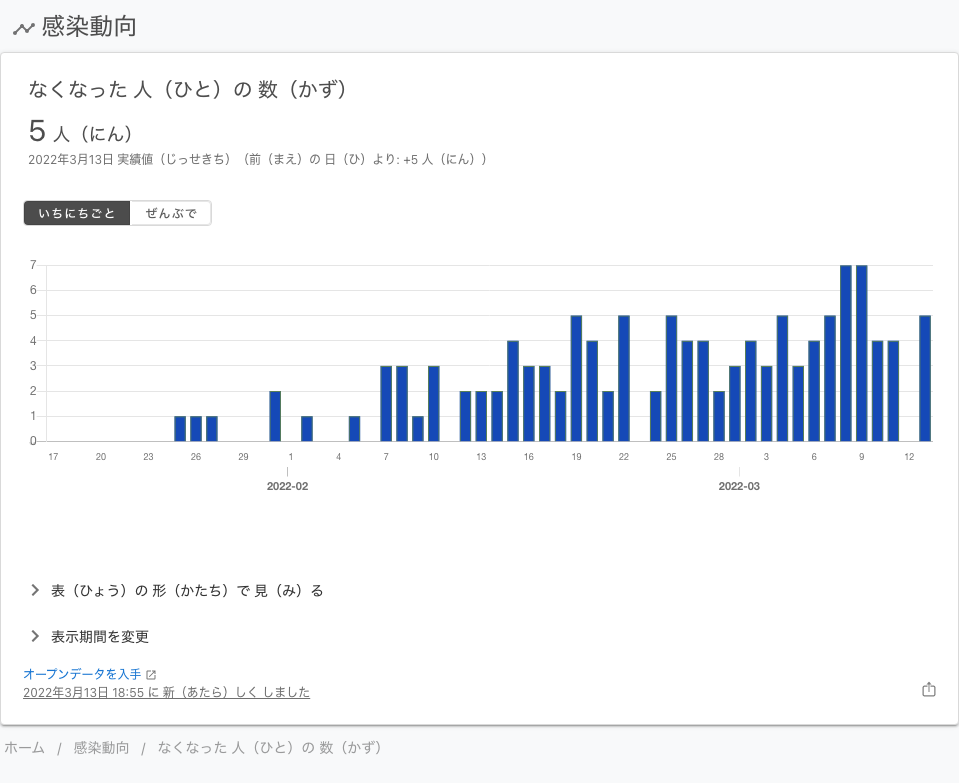 感染動向
なくなった 人（ひと）の 数（かず）
5 人（にん）
2022年3月13日 実績値（じっせきち）（前（まえ）の 日（ひ）より: +5 人（にん））
いちにちごと ぜんぶで
7
6
5
4
3
2
1
0
17 20 23 26 29 1 4 7 10 13 16 19 22 25 28 3 6 9 12
2022-02 2022-03
表（ひょう）の 形（かたち）で 見（み）る
表示期間を変更
オープンデータを入手
2022年3月13日 18:55 に 新（あたら）しく しました
ホーム / 感染動向 / なくなった 人（ひと）の 数（かず）